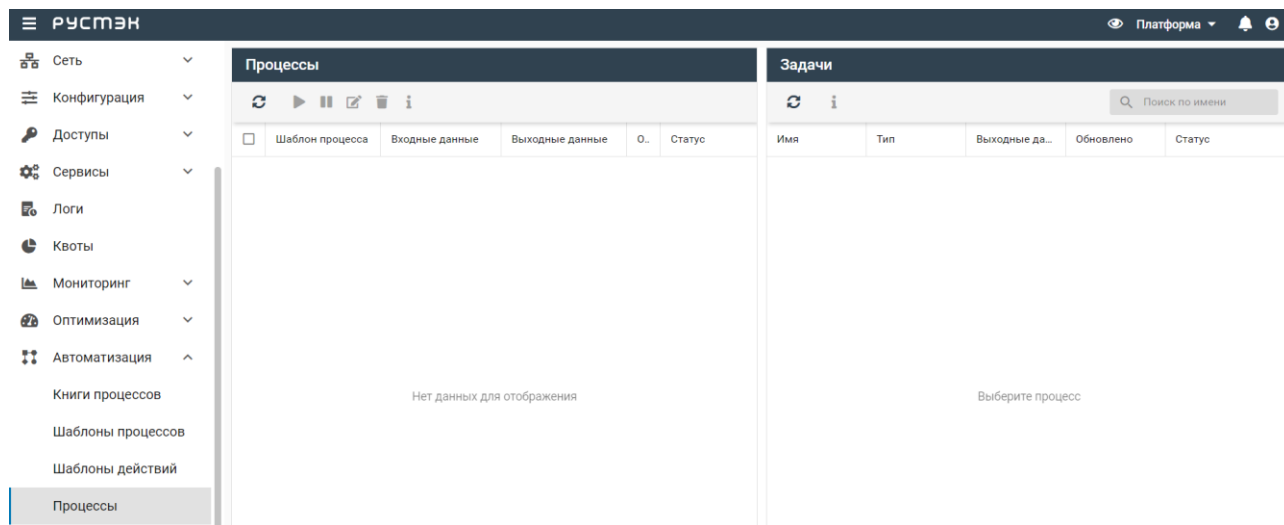 РУСТЭК
Платформа
Сеть
Конфигурация
Доступы
Сервисы
Логи
Квоты
Мониторинг
Оптимизация
Автоматизация
Книги процессов
Шаблоны процессов
Шаблоны действий
Процессы
Процессы
Шаблон процесса Входные данные Выходные данные О.. Статус
Нет данных для отображения
Задачи
Поиск по имени
Имя Тип Выходные да... Обновлено Статус
Выберите процесс